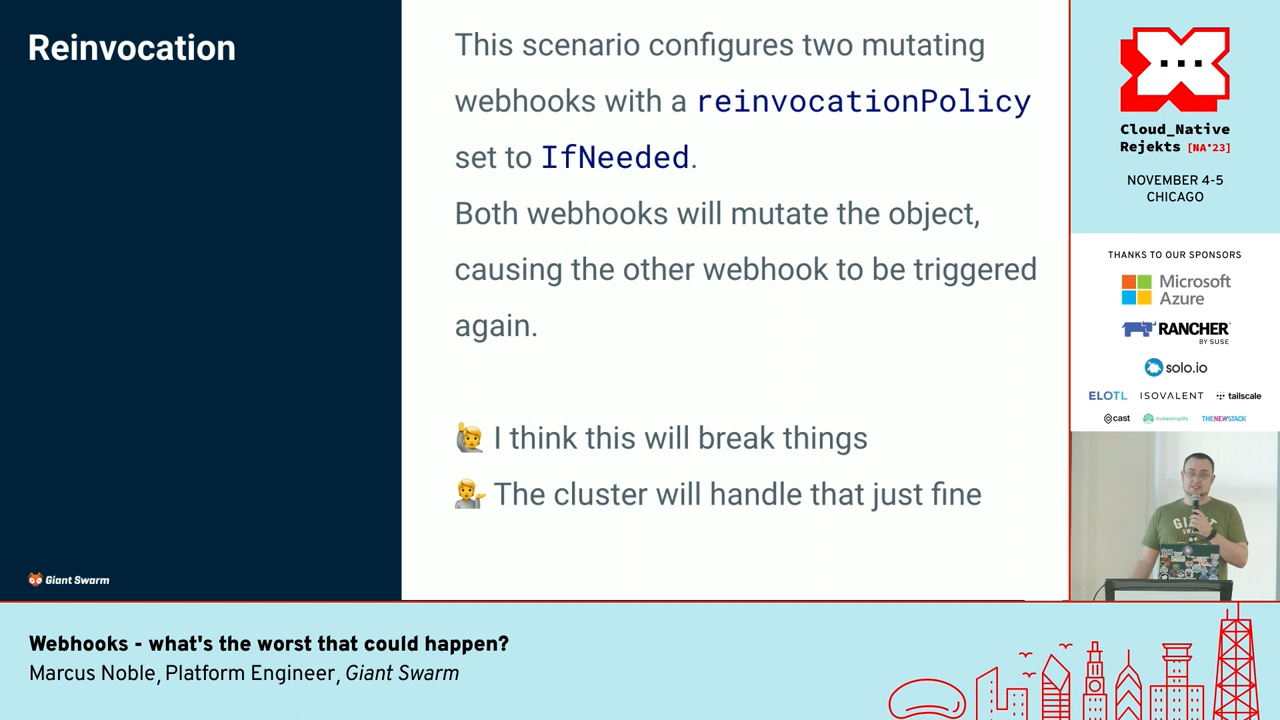 Reinvocation
This scenario configures two mutating
webhooks with a reinvocationPolicy
set to IfNeeded.
Both webhooks will mutate the object,
causing the other webhook to be triggered
again.
I think this will break things
The cluster will handle that just fine
Giant Swarm
Cloud_Native
Rejekts [NA'23]
NOVEMBER 4-5
CHICAGO
THANKS TO OUR SPONSORS
Microsoft
Azure
RANCHER
BY SUSE
solo.io
ELOTL ISOVALENT tailscale
cast kubesimplify THENEWSTACK
GIANT
SWARM
Webhooks - what's the worst that could happen?
Marcus Noble, Platform Engineer, Giant Swarm